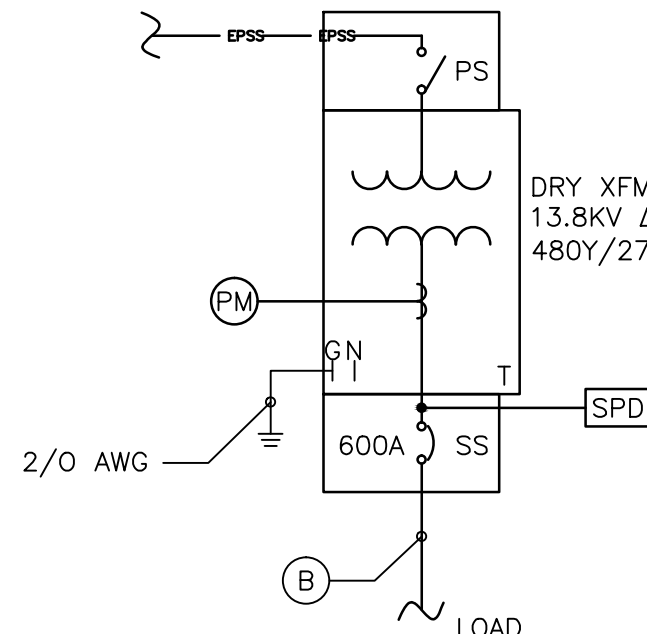 EPSS EPSS
PS
DRY XFM
13.8KV Δ
480Y/27
PM
G N
T
SPD
600A SS
2/0 AWG
B
LOAD